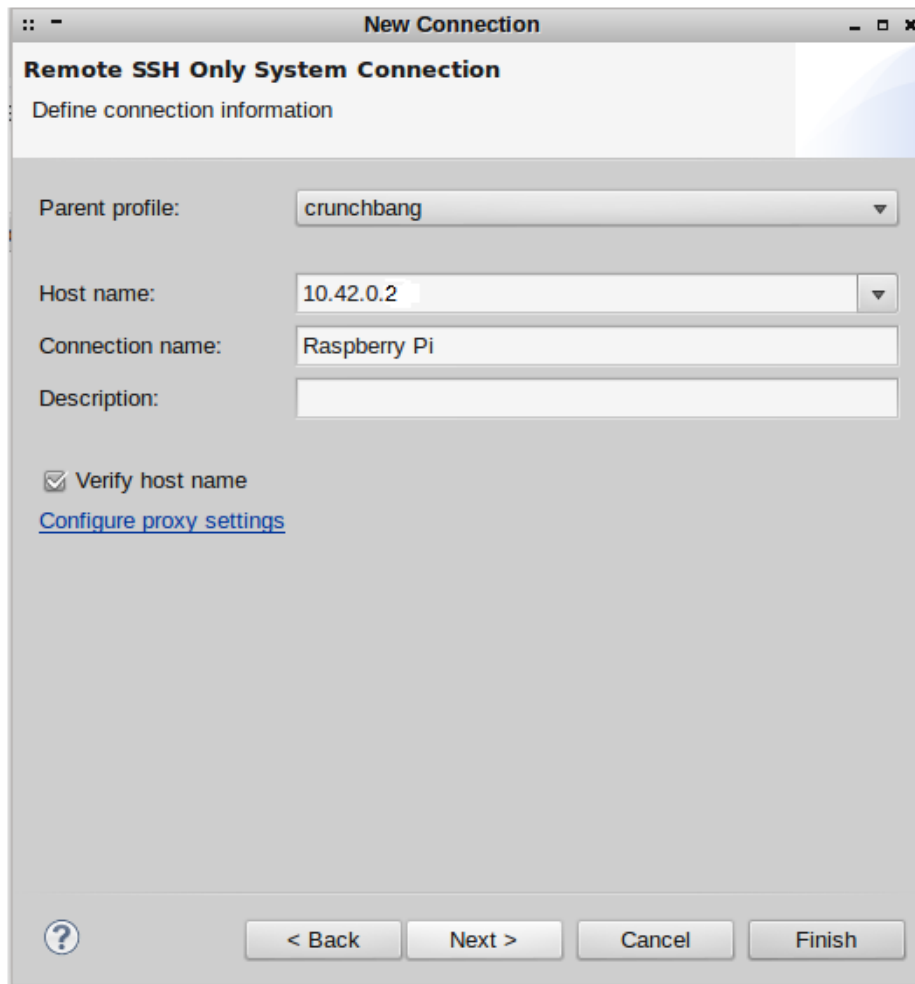 New Connection
Remote SSH Only System Connection
Define connection information
Parent profile: crunchbang
Host name: 10.42.0.2
Connection name: Raspberry Pi
Description:
Verify host name
Configure proxy settings
? < Back Next > Cancel Finish